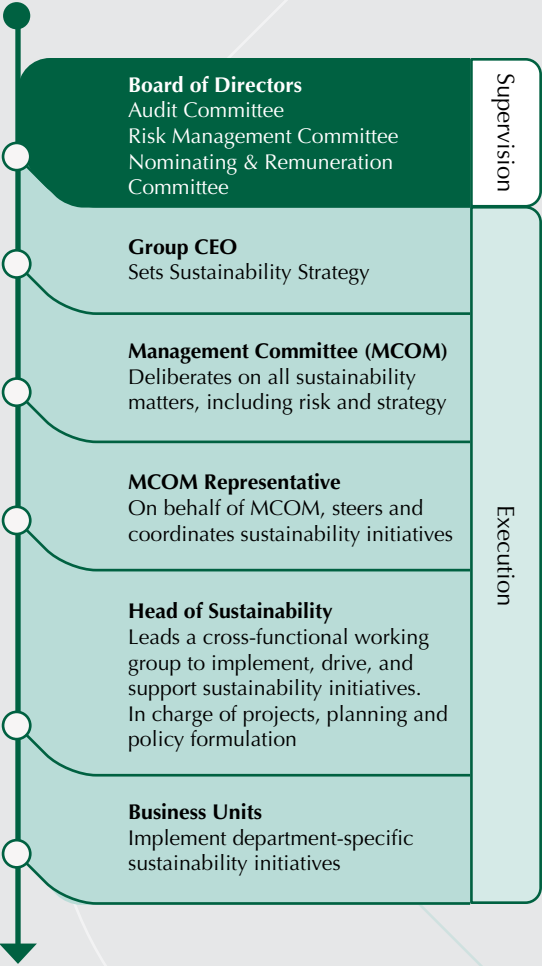 Board of Directors
Audit Committee
Risk Management Committee
Nominating & Remuneration
Committee
Supervision
Group CEO
Sets Sustainability Strategy
Management Committee (MCOM)
Deliberates on all sustainability
matters, including risk and strategy
MCOM Representative
On behalf of MCOM, steers and
coordinates sustainability initiatives
Execution
Head of Sustainability
Leads a cross-functional working
group to implement, drive, and
support sustainability initiatives.
In charge of projects, planning and
policy formulation
Business Units
Implement department-specific
sustainability initiatives